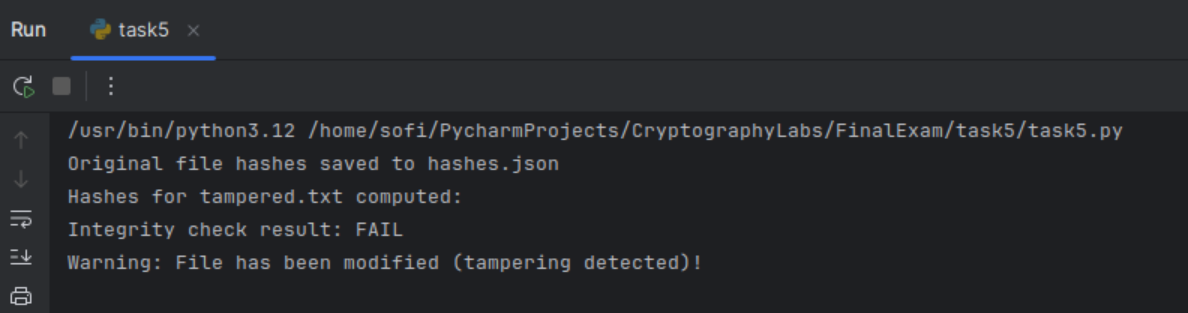 Run task5
/usr/bin/python3.12 /home/sofi/PycharmProjects/CryptographyLabs/FinalExam/task5/task5.py
Original file hashes saved to hashes.json
Hashes for tampered.txt computed:
Integrity check result: FAIL
Warning: File has been modified (tampering detected)!